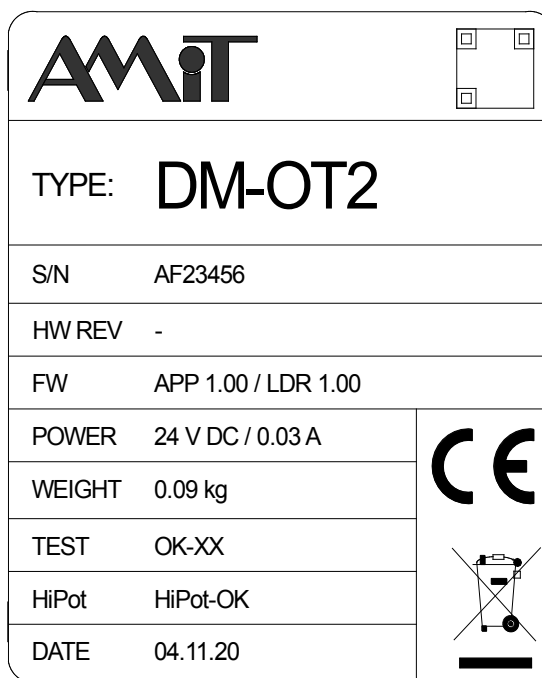 AMiT
TYPE: DM-OT2
S/N AF23456
HW REV -
FW APP 1.00 / LDR 1.00
POWER 24 V DC / 0.03 A
WEIGHT 0.09 kg
TEST OK-XX
HiPot HiPot-OK
DATE 04.11.20
CE